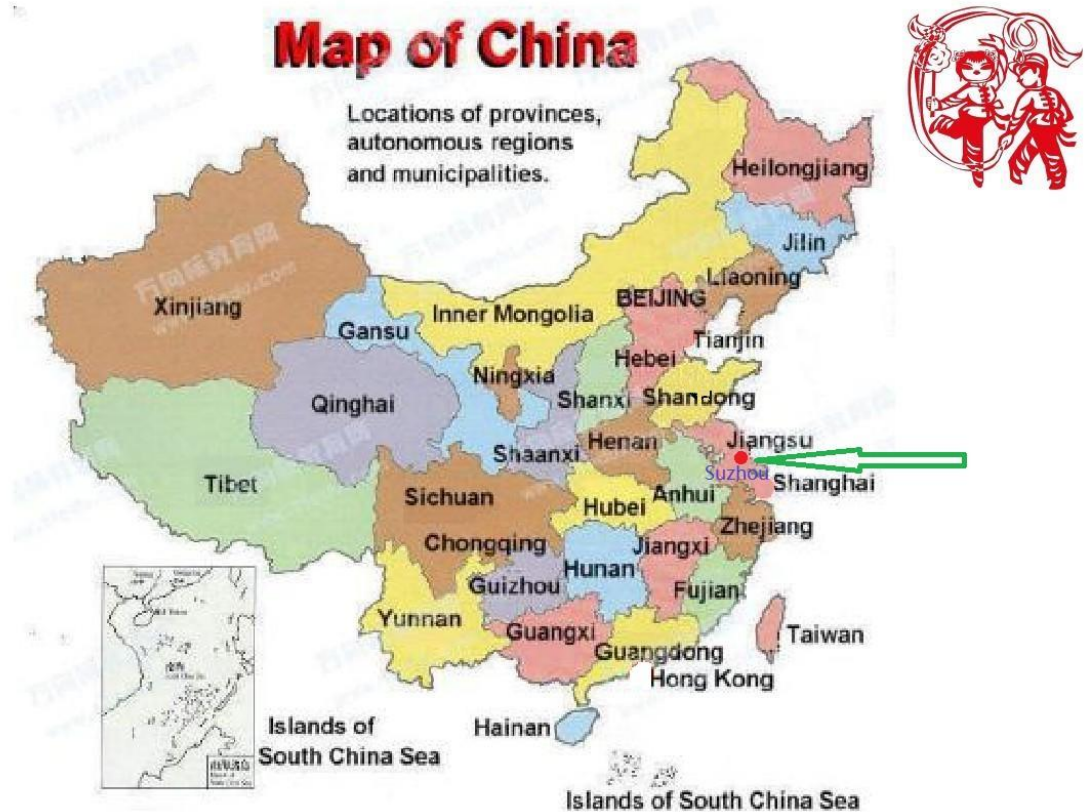 Map of China
Locations of provinces,
autonomous regions
and municipalities.
Heilongjiang
Jilin
Liaoning
Xinjiang
Inner Mongolia
BEIJING
Gansu
Tianjin
Hebei
Ningxia
Qinghai
Shanxi
Shandong
Henan
Jiangsu
Shaanxi
Suzhou
Tibet
Shanghai
Sichuan
Anhui
Hubei
Zhejiang
Chongqing
Jiangxi
Hunan
Guizhou
Fujian
Yunnan
Guangxi
Taiwan
Guangdong
Hong Kong
Hainan
Islands of
South China Sea
Islands of South China Sea